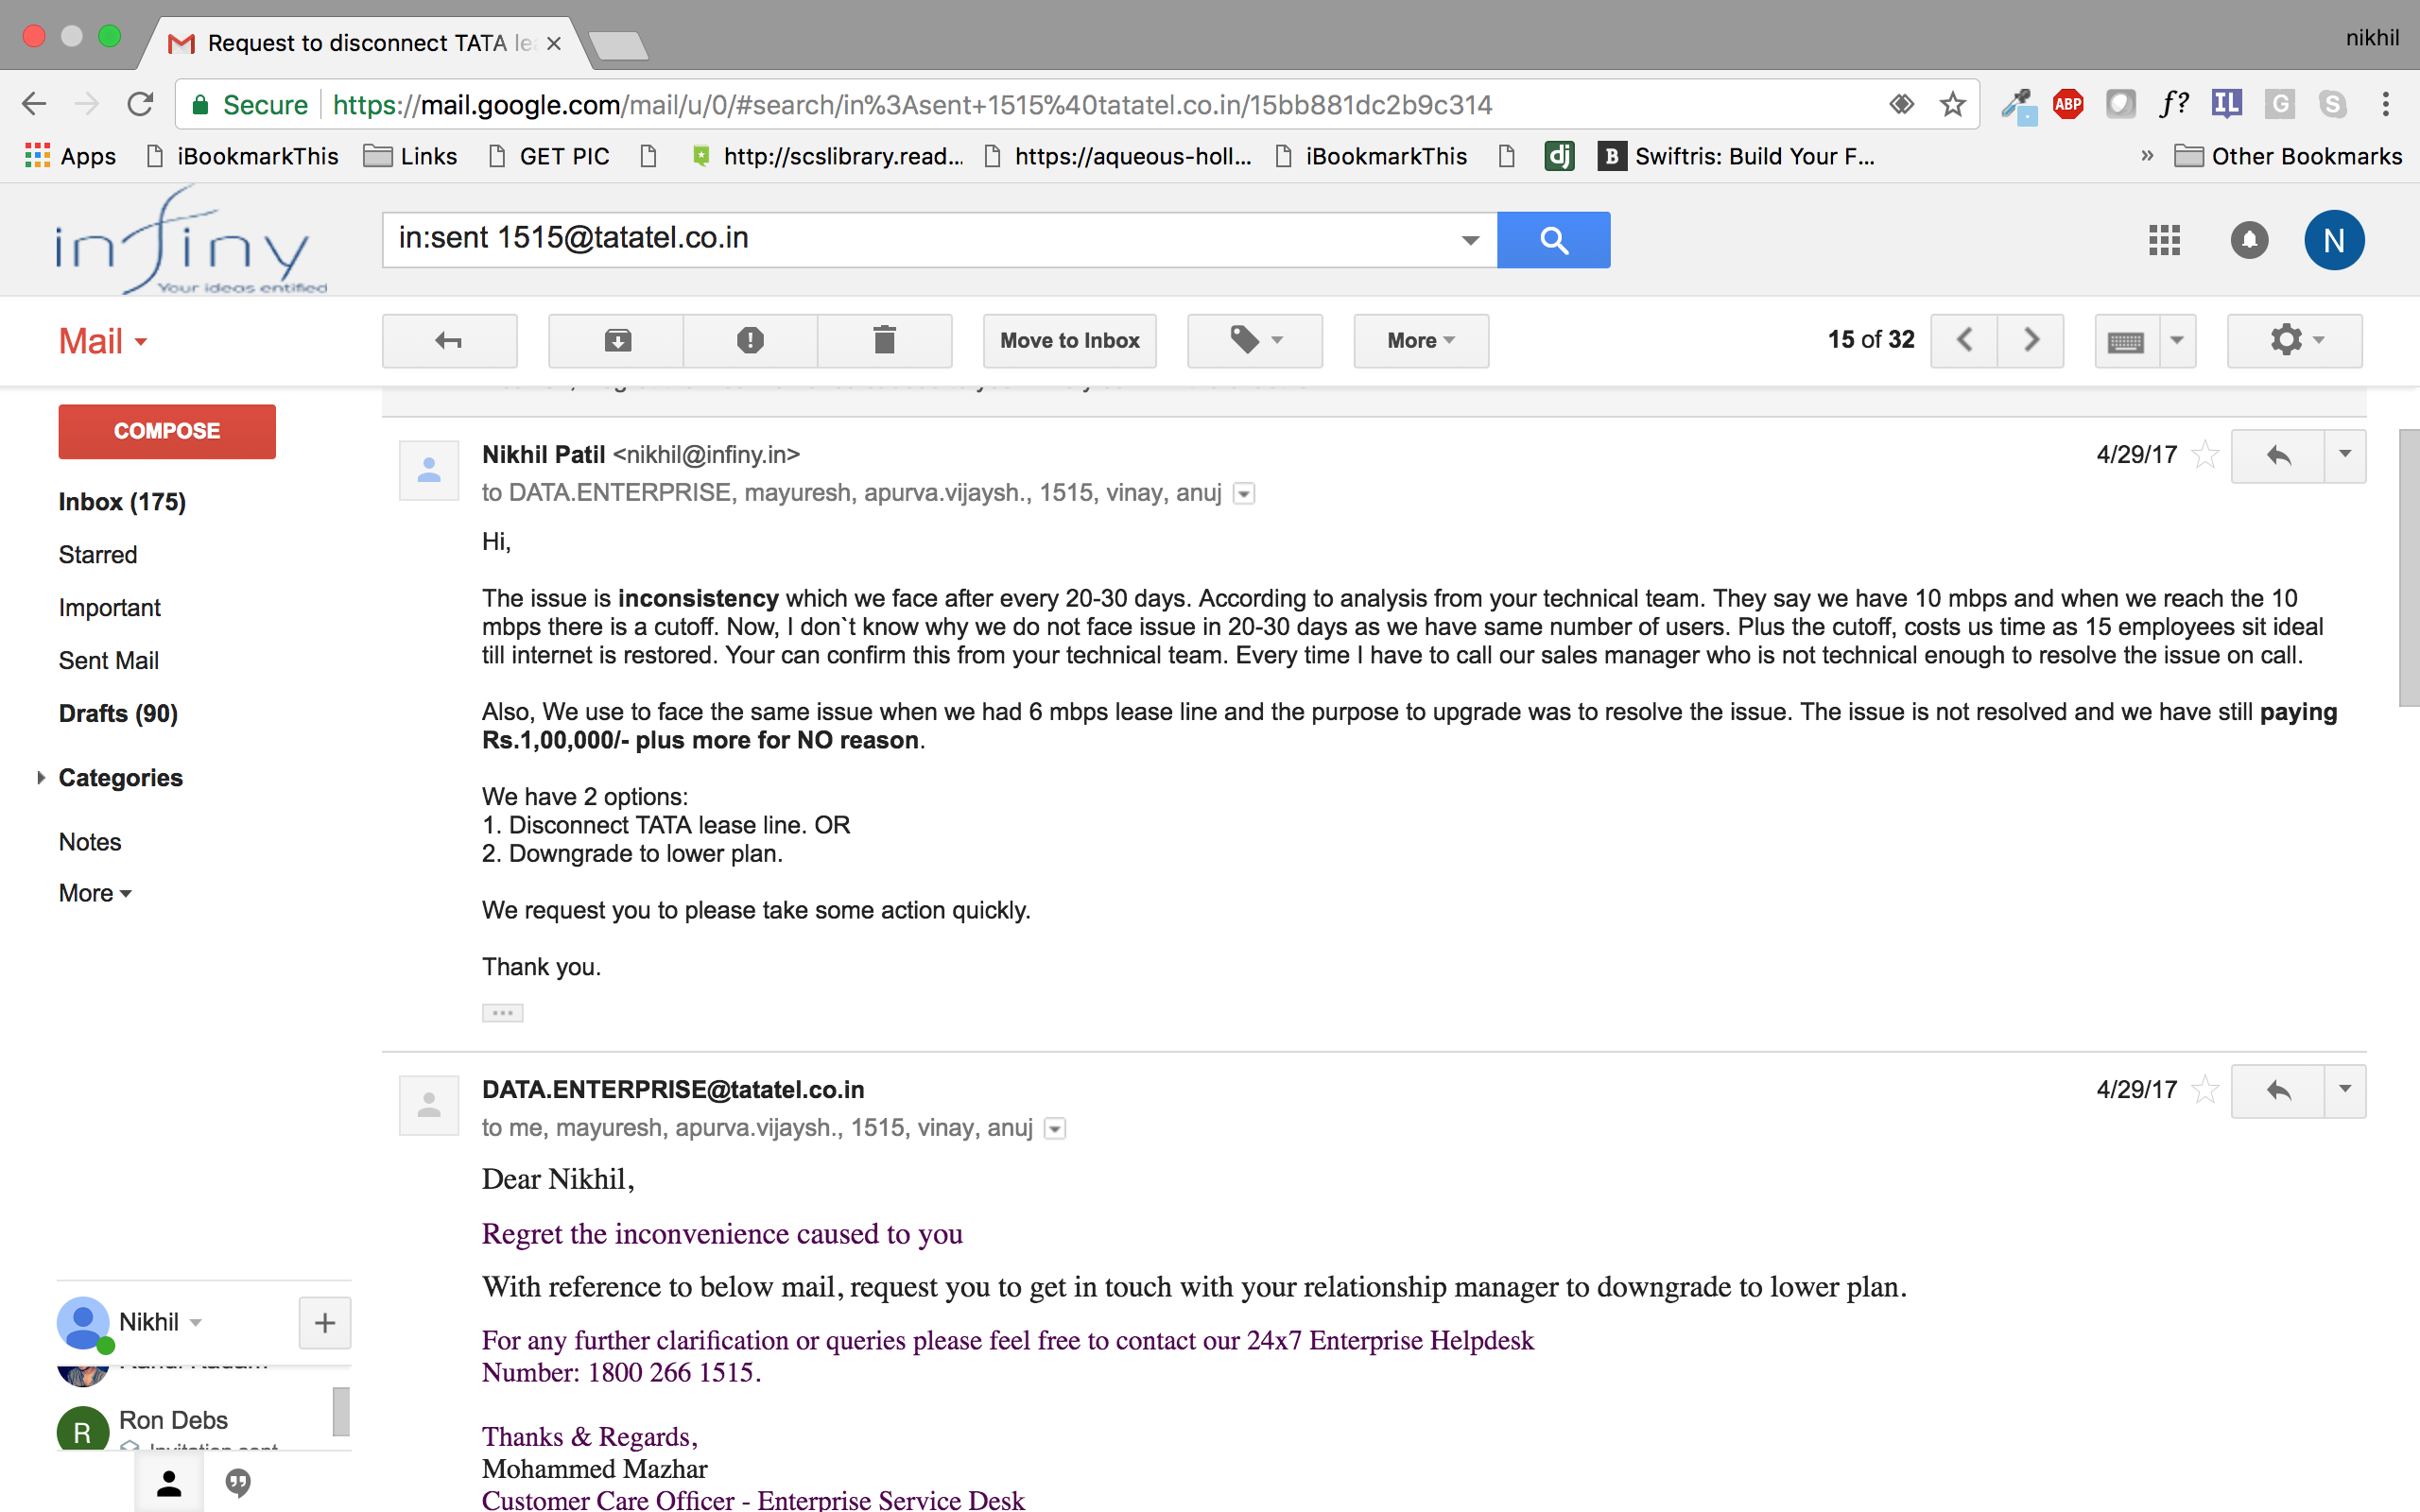 Request to disconnect TATA le
nikhil
Secure https://mail.google.com/mail/u/0/#search/in%3Asent+1515%40tatatel.co.in/15bb881dc2b9c314
ABP f? IL G S
Apps iBookmarkThis Links GET PIC http://scslibrary.read... https://aqueous-holl... iBookmarkThis dj B Swiftris: Build Your F... » Other Bookmarks
infiny
Your ideas entified
in:sent 1515@tatatel.co.in
N
Mail
Move to Inbox
More
15 of 32
COMPOSE
Inbox (175)
Starred
Important
Sent Mail
Drafts (90)
Categories
Notes
More
Nikhil Patil <nikhil@infiny.in>
4/29/17
to DATA.ENTERPRISE, mayuresh, apurva.vijaysh., 1515, vinay, anuj
Hi,
The issue is inconsistency which we face after every 20-30 days. According to analysis from your technical team. They say we have 10 mbps and when we reach the 10
mbps there is a cutoff. Now, I don`t know why we do not face issue in 20-30 days as we have same number of users. Plus the cutoff, costs us time as 15 employees sit ideal
till internet is restored. Your can confirm this from your technical team. Every time I have to call our sales manager who is not technical enough to resolve the issue on call.
Also, We use to face the same issue when we had 6 mbps lease line and the purpose to upgrade was to resolve the issue. The issue is not resolved and we have still paying
Rs.1,00,000/- plus more for NO reason.
We have 2 options:
1. Disconnect TATA lease line. OR
2. Downgrade to lower plan.
We request you to please take some action quickly.
Thank you.
DATA.ENTERPRISE@tatatel.co.in
4/29/17
to me, mayuresh, apurva.vijaysh., 1515, vinay, anuj
Dear Nikhil,
Regret the inconvenience caused to you
With reference to below mail, request you to get in touch with your relationship manager to downgrade to lower plan.
For any further clarification or queries please feel free to contact our 24x7 Enterprise Helpdesk
Number: 1800 266 1515.
Thanks & Regards,
Mohammed Mazhar
Customer Care Officer - Enterprise Service Desk
Nikhil
R Ron Debs
Invitation sent